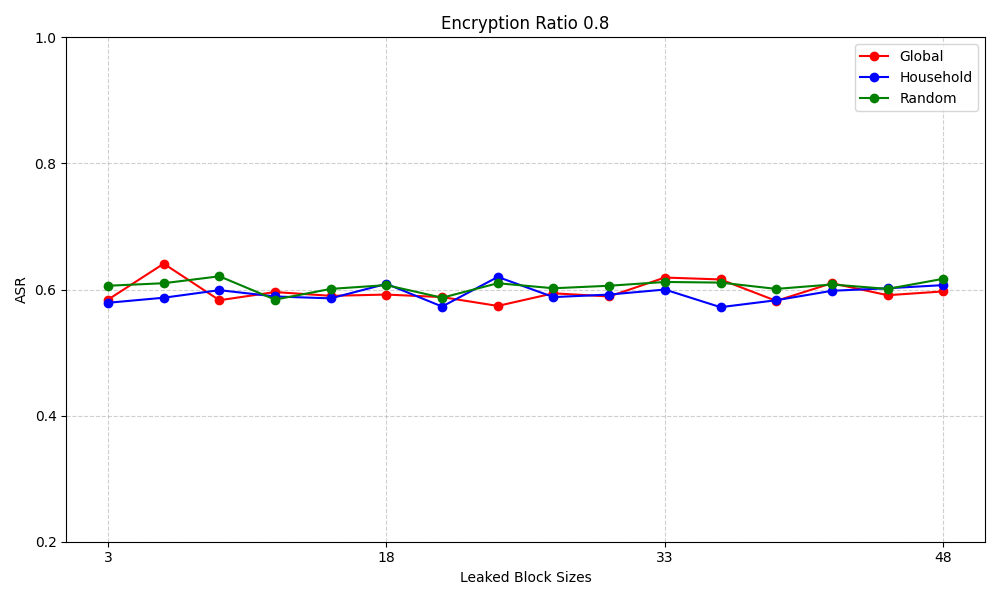 Encryption Ratio 0.8
Global
Household
Random
1.0
0.8
0.6
0.4
0.2
ASR
3
18
33
48
Leaked Block Sizes